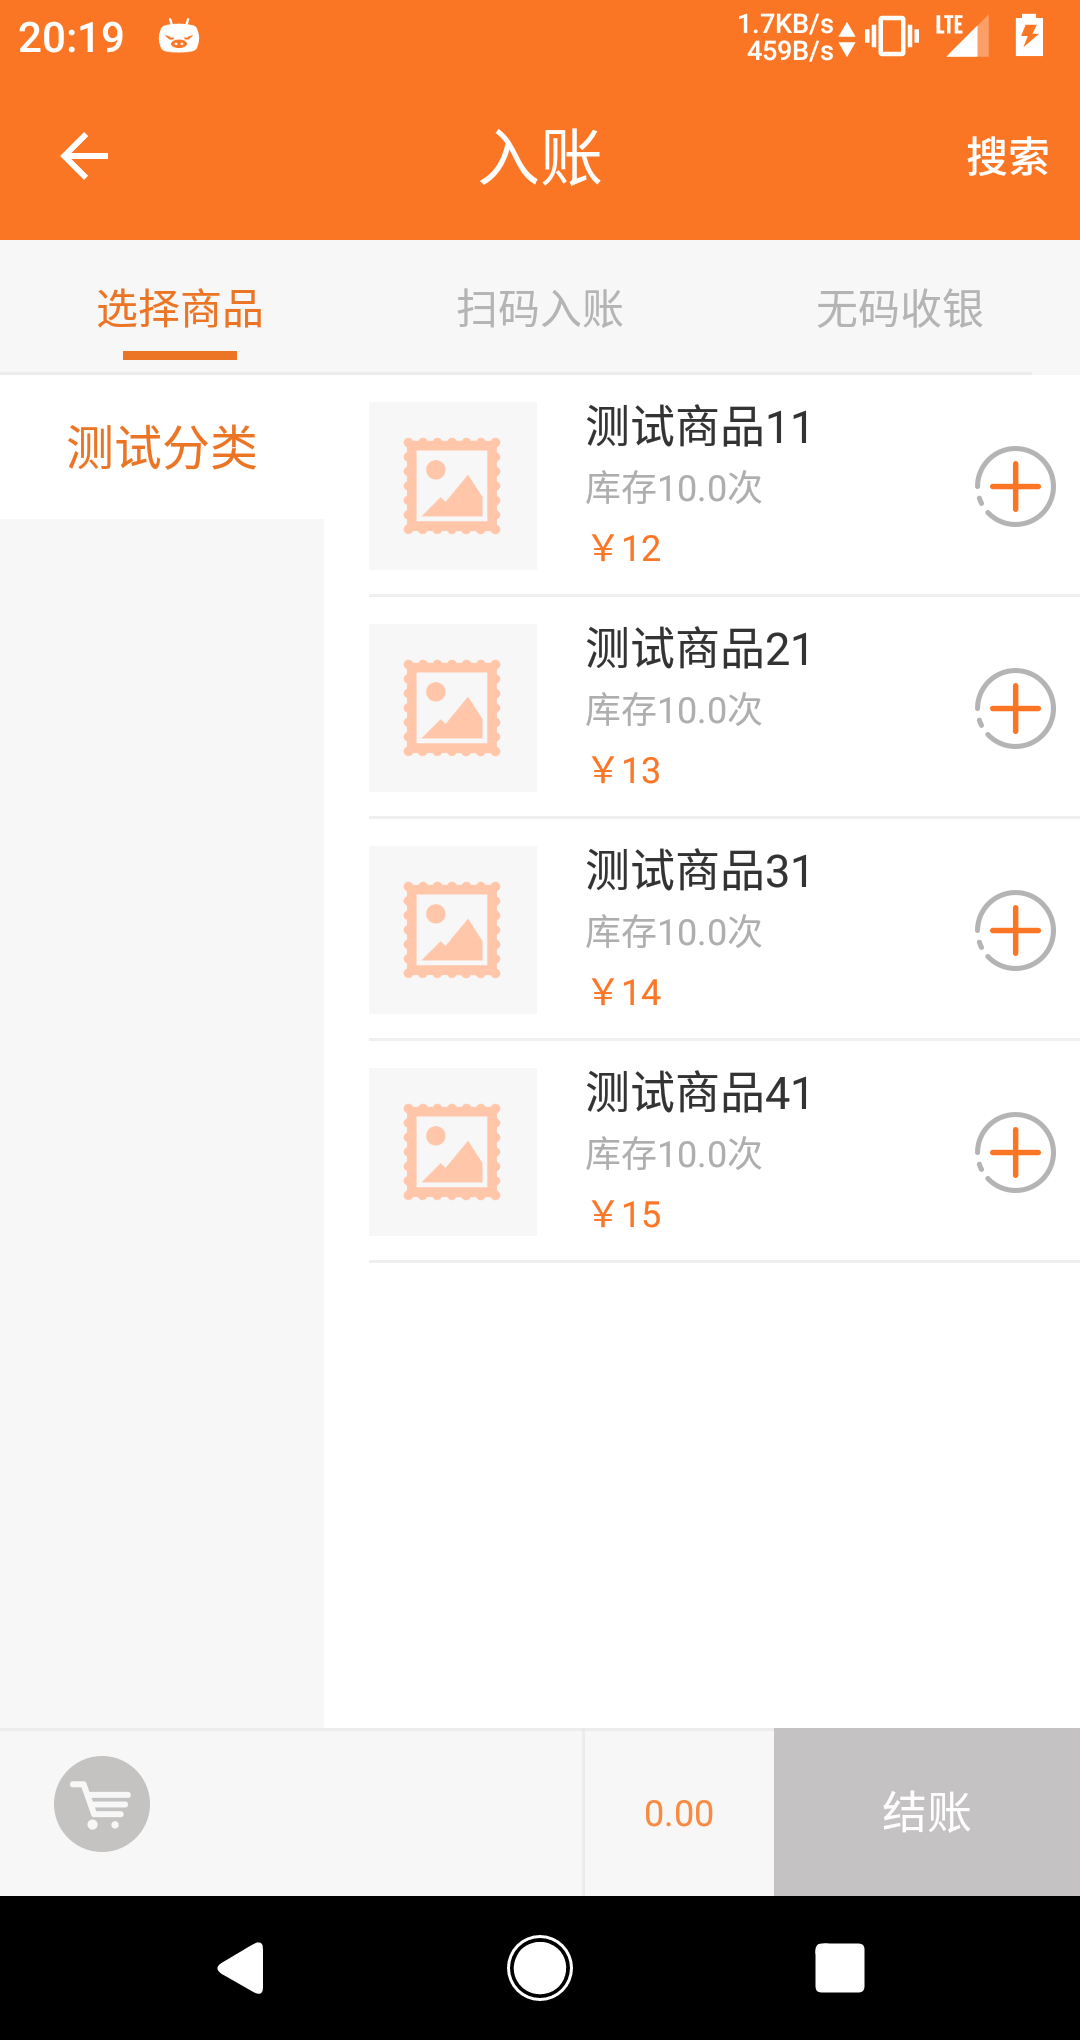 20:19
1.7KB/s
459B/s
LTE
入账
搜索
选择商品
扫码入账
无码收银
测试分类
测试商品11
库存10.0次
￥12
测试商品21
库存10.0次
￥13
测试商品31
库存10.0次
￥14
测试商品41
库存10.0次
￥15
0.00
结账